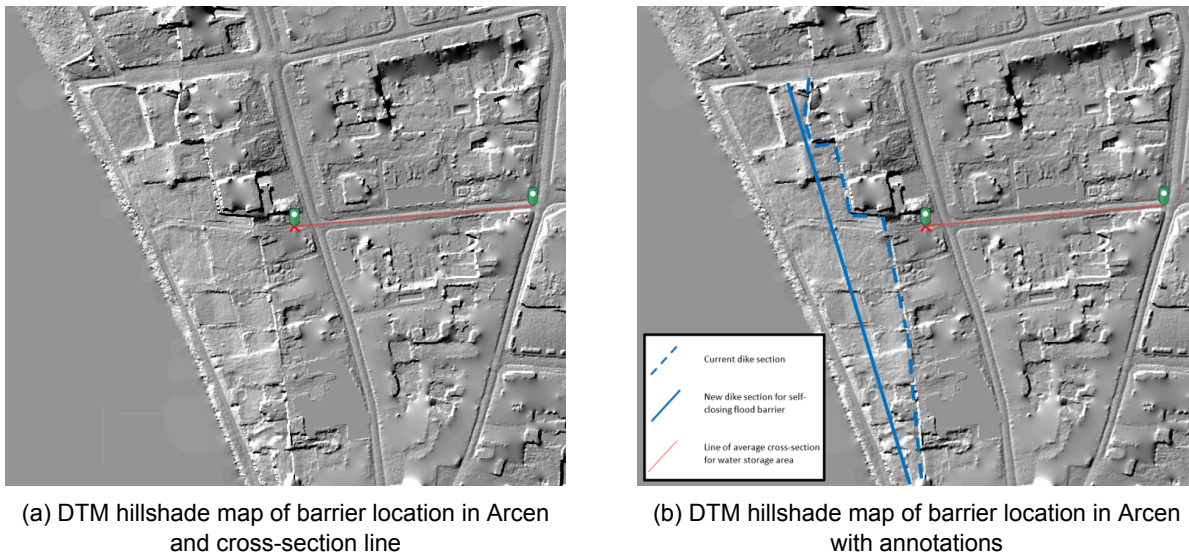 Current dike section
New dike section for self-
closing flood barrier
Line of average cross-section
for water storage area
(a) DTM hillshade map of barrier location in Arcen
and cross-section line
(b) DTM hillshade map of barrier location in Arcen
with annotations